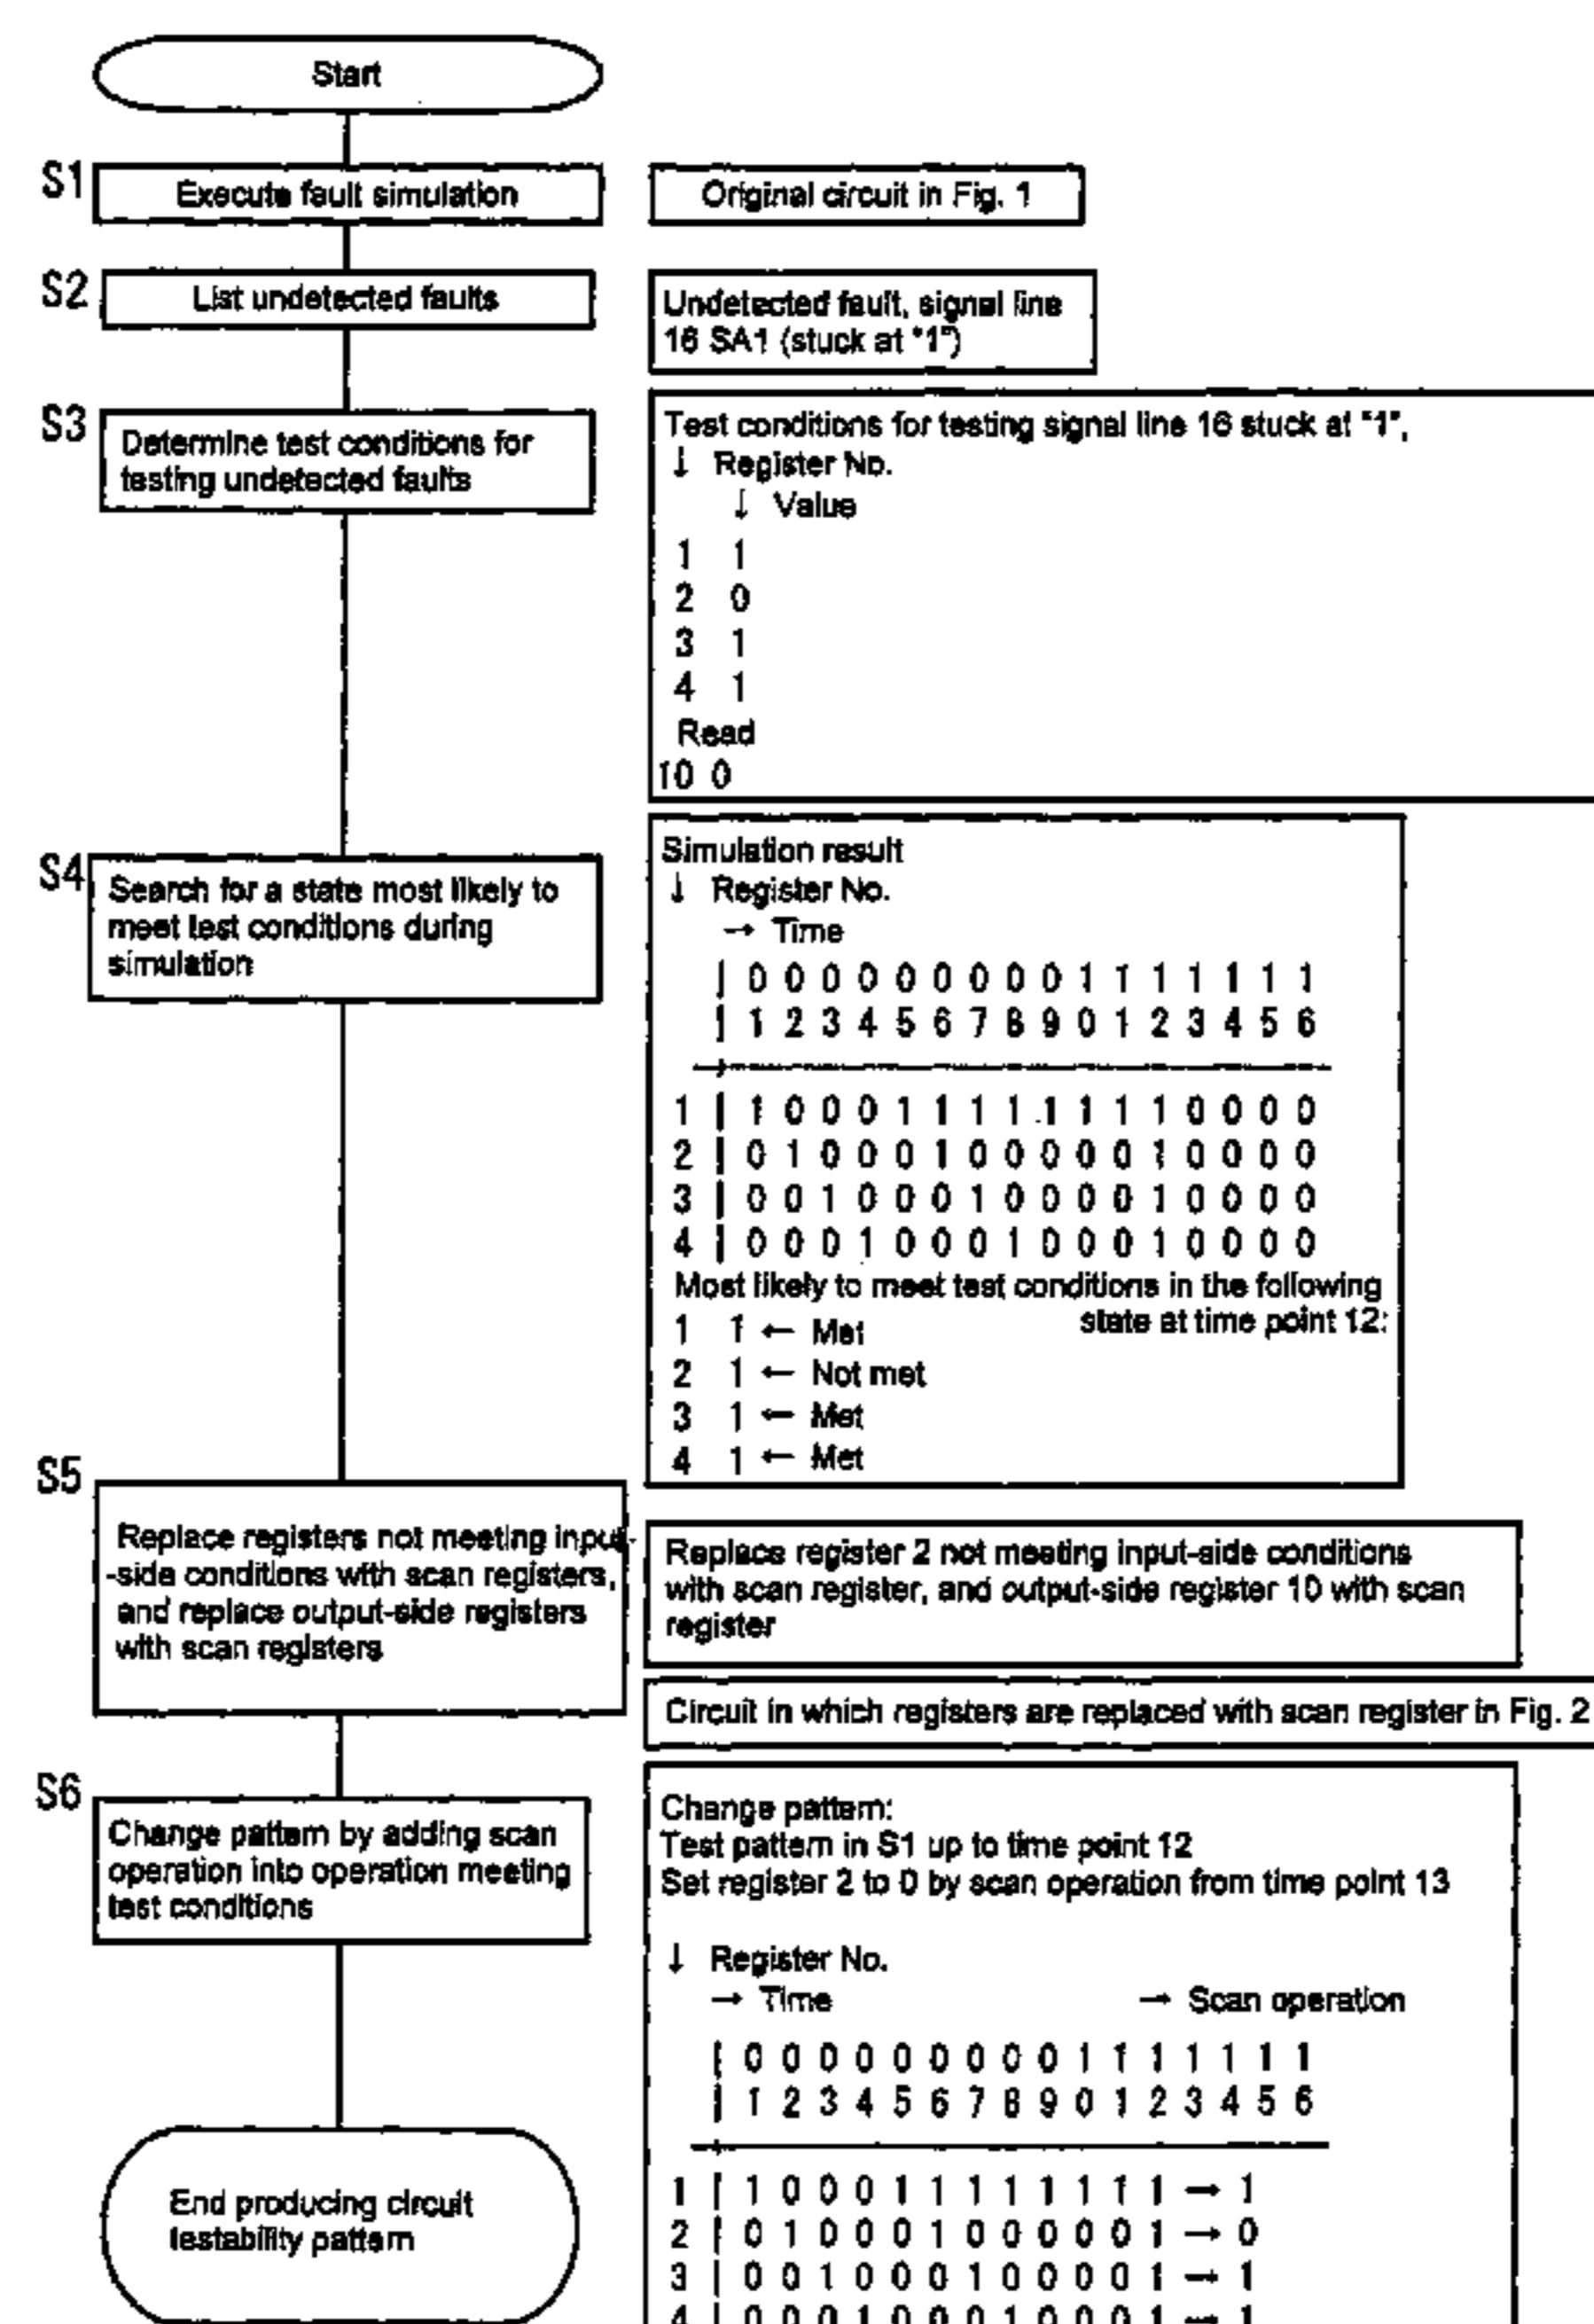 Start
S1
Execute fault simulation
Original circuit in Fig. 1
S2
List undetected faults
Undetected fault, signal line
16 SA1 (stuck at "1")
S3
Determine test conditions for
testing undetected faults
Test conditions for testing signal line 16 stuck at "1",
↓ Register No.
↓ Value
1 1
2 0
3 1
4 1
Read
10 0
S4
Search for a state most likely to
meet test conditions during
simulation
Simulation result
↓ Register No.
→ Time
| 0 0 0 0 0 0 0 0 0 1 1 1 1 1 1 1
| 1 2 3 4 5 6 7 8 9 0 1 2 3 4 5 6
1 | 1 0 0 0 1 1 1 1 1 1 1 1 0 0 0 0
2 | 0 1 0 0 0 1 0 0 0 0 0 1 0 0 0 0
3 | 0 0 1 0 0 0 1 0 0 0 0 1 0 0 0 0
4 | 0 0 0 1 0 0 0 1 0 0 0 1 0 0 0 0
Most likely to meet test conditions in the following
state at time point 12:
1 1 ← Met
2 1 ← Not met
3 1 ← Met
4 1 ← Met
S5
Replace registers not meeting input-
-side conditions with scan registers,
and replace output-side registers
with scan registers
Replace register 2 not meeting input-side conditions
with scan register, and output-side register 10 with scan
register
Circuit in which registers are replaced with scan register in Fig. 2
S6
Change pattern by adding scan
operation into operation meeting
test conditions
Change pattern:
Test pattern in S1 up to time point 12
Set register 2 to 0 by scan operation from time point 13
↓ Register No.
→ Time → Scan operation
| 0 0 0 0 0 0 0 0 0 1 1 1 1 1 1 1
| 1 2 3 4 5 6 7 8 9 0 1 2 3 4 5 6
1 | 1 0 0 0 1 1 1 1 1 1 1 1 → 1
2 | 0 1 0 0 0 1 0 0 0 0 0 1 → 0
3 | 0 0 1 0 0 0 1 0 0 0 0 1 → 1
4 | 0 0 0 1 0 0 0 1 0 0 0 1 → 1
End producing circuit
testability pattern